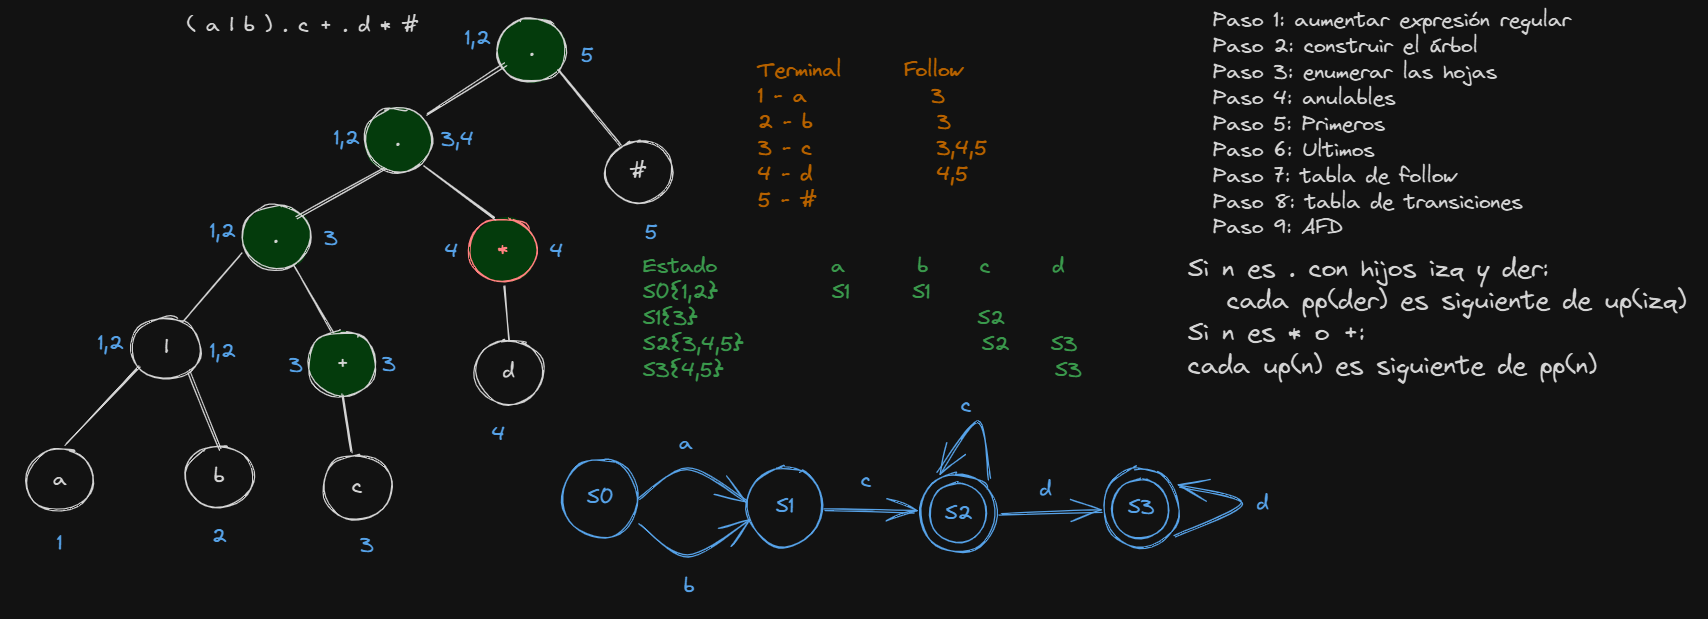 ( a | b ) . c + . d * #
1,2 . 5
1,2 . 3,4
#
5
1,2 . 3
4 * 4
1,2 | 1,2
3 + 3
d
4
a
1
b
2
c
3
Terminal Follow
1 - a 3
2 - b 3
3 - c 3,4,5
4 - d 4,5
5 - #
Estado a b c d
S0{1,2} S1 S1
S1{3} S2
S2{3,4,5} S2 S3
S3{4,5} S3
Paso 1: aumentar expresión regular
Paso 2: construir el árbol
Paso 3: enumerar las hojas
Paso 4: anulables
Paso 5: Primeros
Paso 6: Ultimos
Paso 7: tabla de follow
Paso 8: tabla de transiciones
Paso 9: AFD
Si n es . con hijos izq y der:
cada pp(der) es siguiente de up(izq)
Si n es * o +:
cada up(n) es siguiente de pp(n)
S0
a
b
S1
c
S2
c
d
S3
d